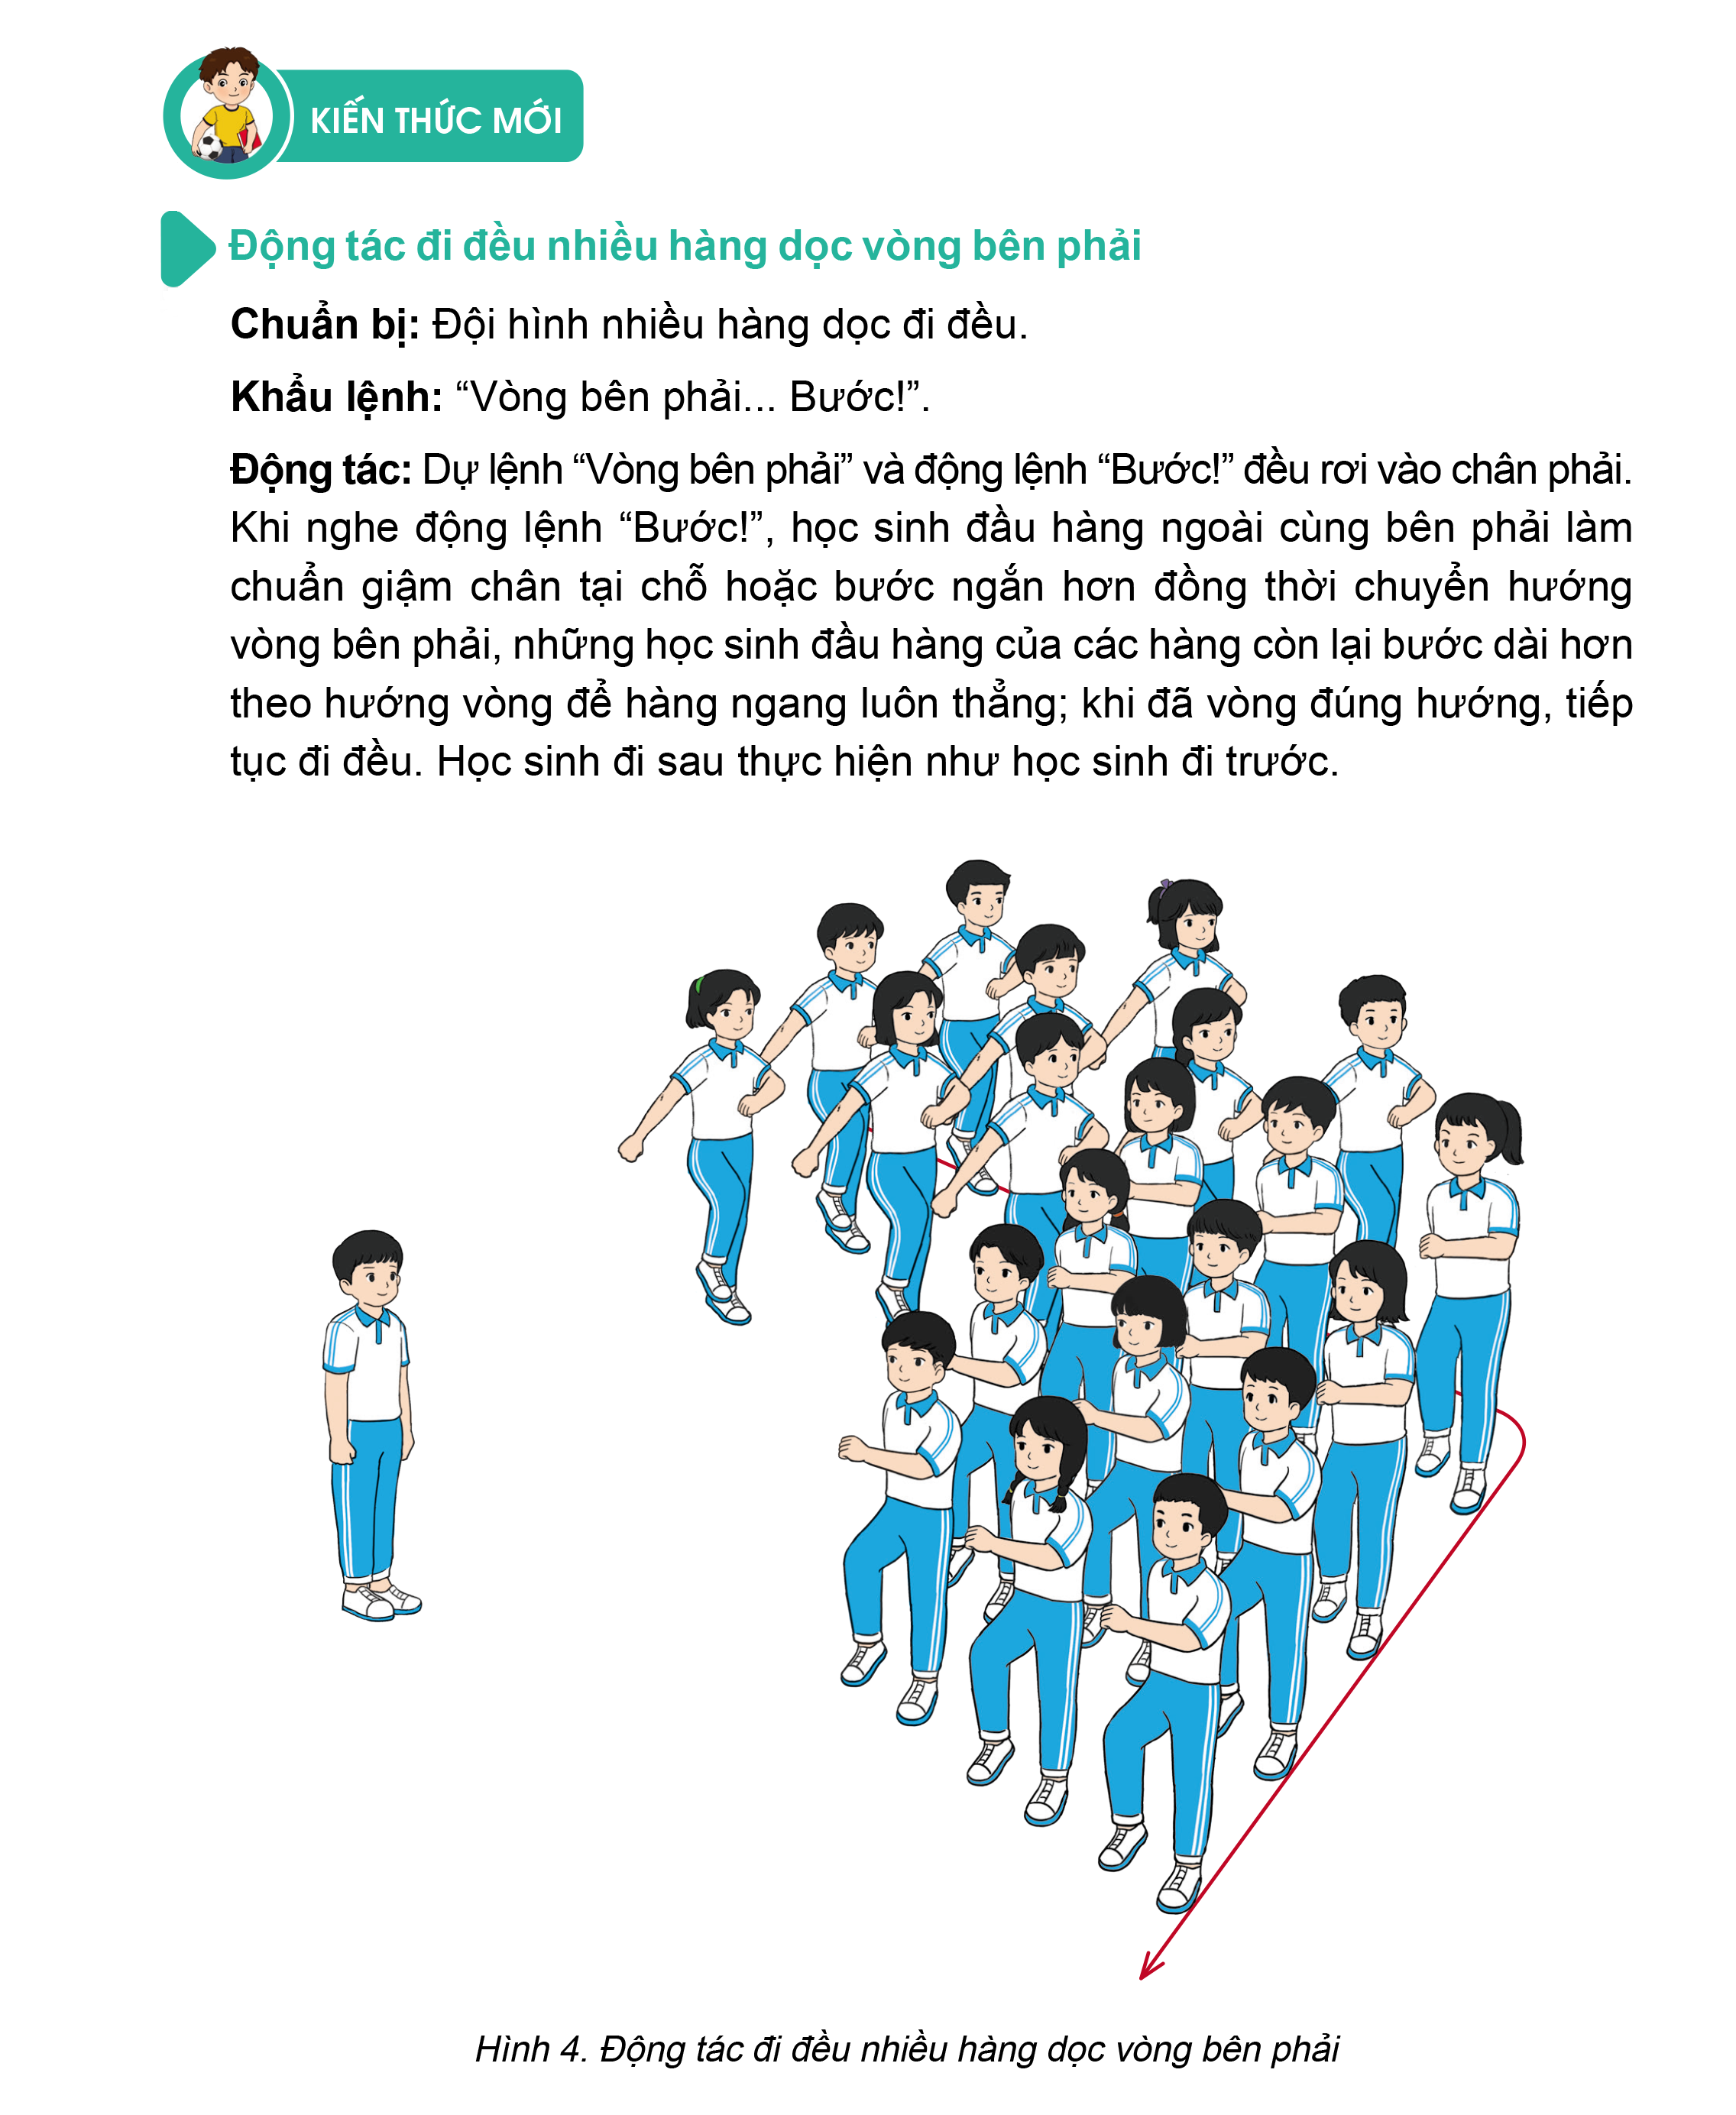 KIẾN THỨC MỚI
Động tác đi đều nhiều hàng dọc vòng bên phải
Chuẩn bị: Đội hình nhiều hàng dọc đi đều.
Khẩu lệnh: “Vòng bên phải... Bước!”.
Động tác: Dự lệnh “Vòng bên phải” và động lệnh “Bước!” đều rơi vào chân phải.
Khi nghe động lệnh “Bước!”, học sinh đầu hàng ngoài cùng bên phải làm
chuẩn giậm chân tại chỗ hoặc bước ngắn hơn đồng thời chuyển hướng
vòng bên phải, những học sinh đầu hàng của các hàng còn lại bước dài hơn
theo hướng vòng để hàng ngang luôn thẳng; khi đã vòng đúng hướng, tiếp
tục đi đều. Học sinh đi sau thực hiện như học sinh đi trước.
Hình 4. Động tác đi đều nhiều hàng dọc vòng bên phải